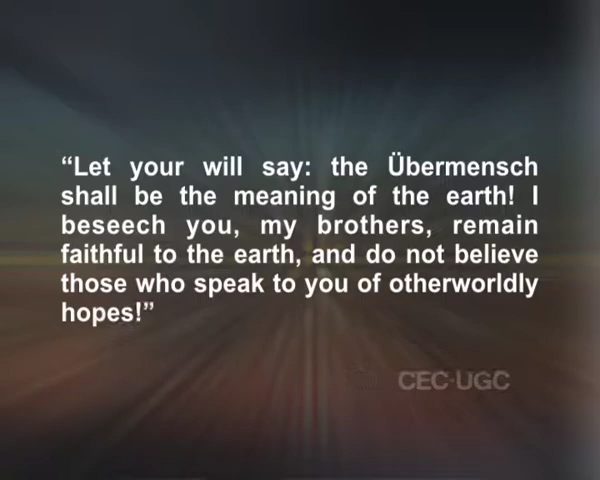 “Let your will say: the Übermensch
shall be the meaning of the earth! I
beseech you, my brothers, remain
faithful to the earth, and do not believe
those who speak to you of otherworldly
hopes!”
CEC-UGC